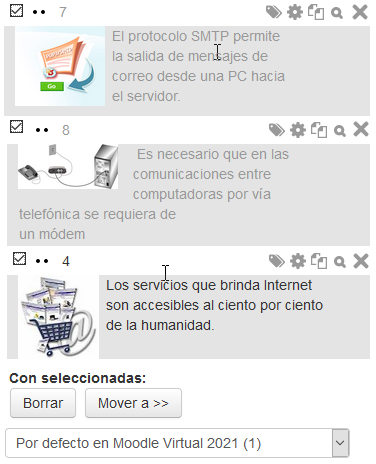 7
El protocolo SMTP permite
la salida de mensajes de
correo desde una PC hacia
el servidor.
Go
8
Es necesario que en las
comunicaciones entre
computadoras por vía
telefónica se requiera de
un módem
4
Los servicios que brinda Internet
son accesibles al ciento por ciento
de la humanidad.
Con seleccionadas:
Borrar
Mover a >>
Por defecto en Moodle Virtual 2021 (1)